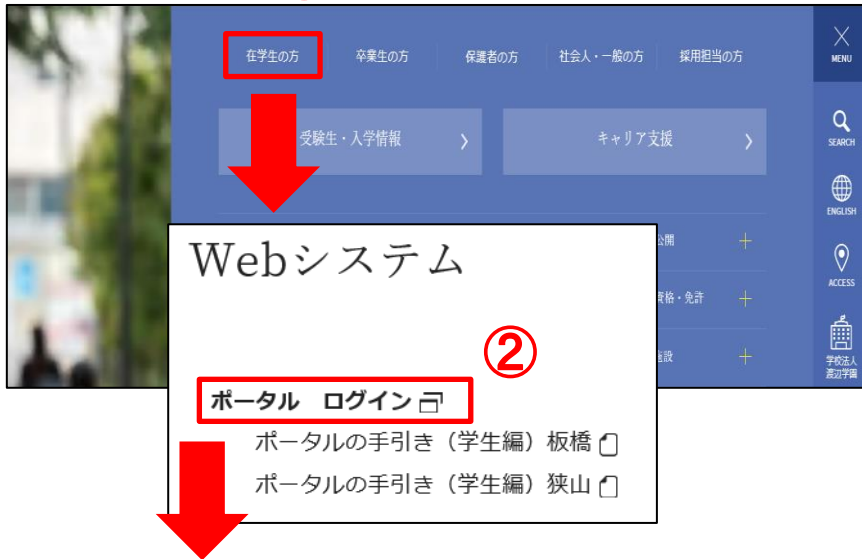 在学生の方 卒業生の方 保護者の方 社会人・一般の方 採用担当の方
MENU
受験生・入学情報 キャリア支援
SEARCH
ENGLISH
ACCESS
学校法人
渡辺学園
公開
資格・免許
施設
Webシステム
②
ポータル ログイン
ポータルの手引き（学生編）板橋
ポータルの手引き（学生編）狭山